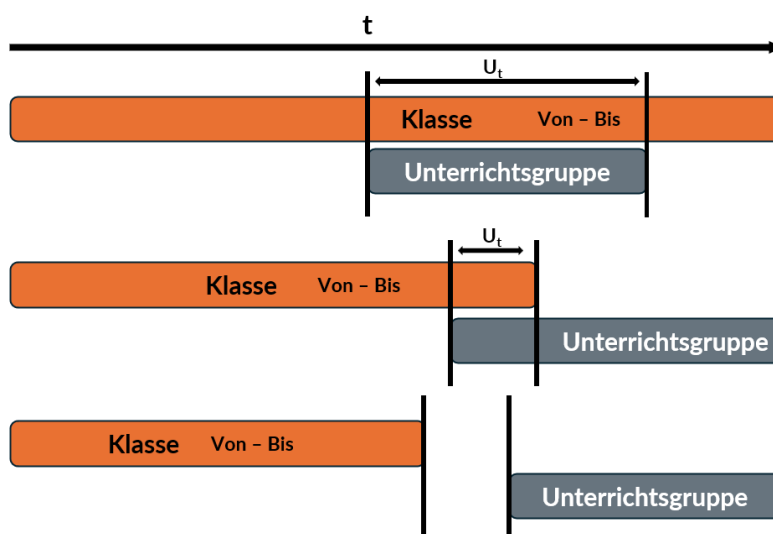 t
Uₜ
Klasse Von – Bis
Unterrichtsgruppe
Uₜ
Klasse Von – Bis
Unterrichtsgruppe
Klasse Von – Bis
Unterrichtsgruppe